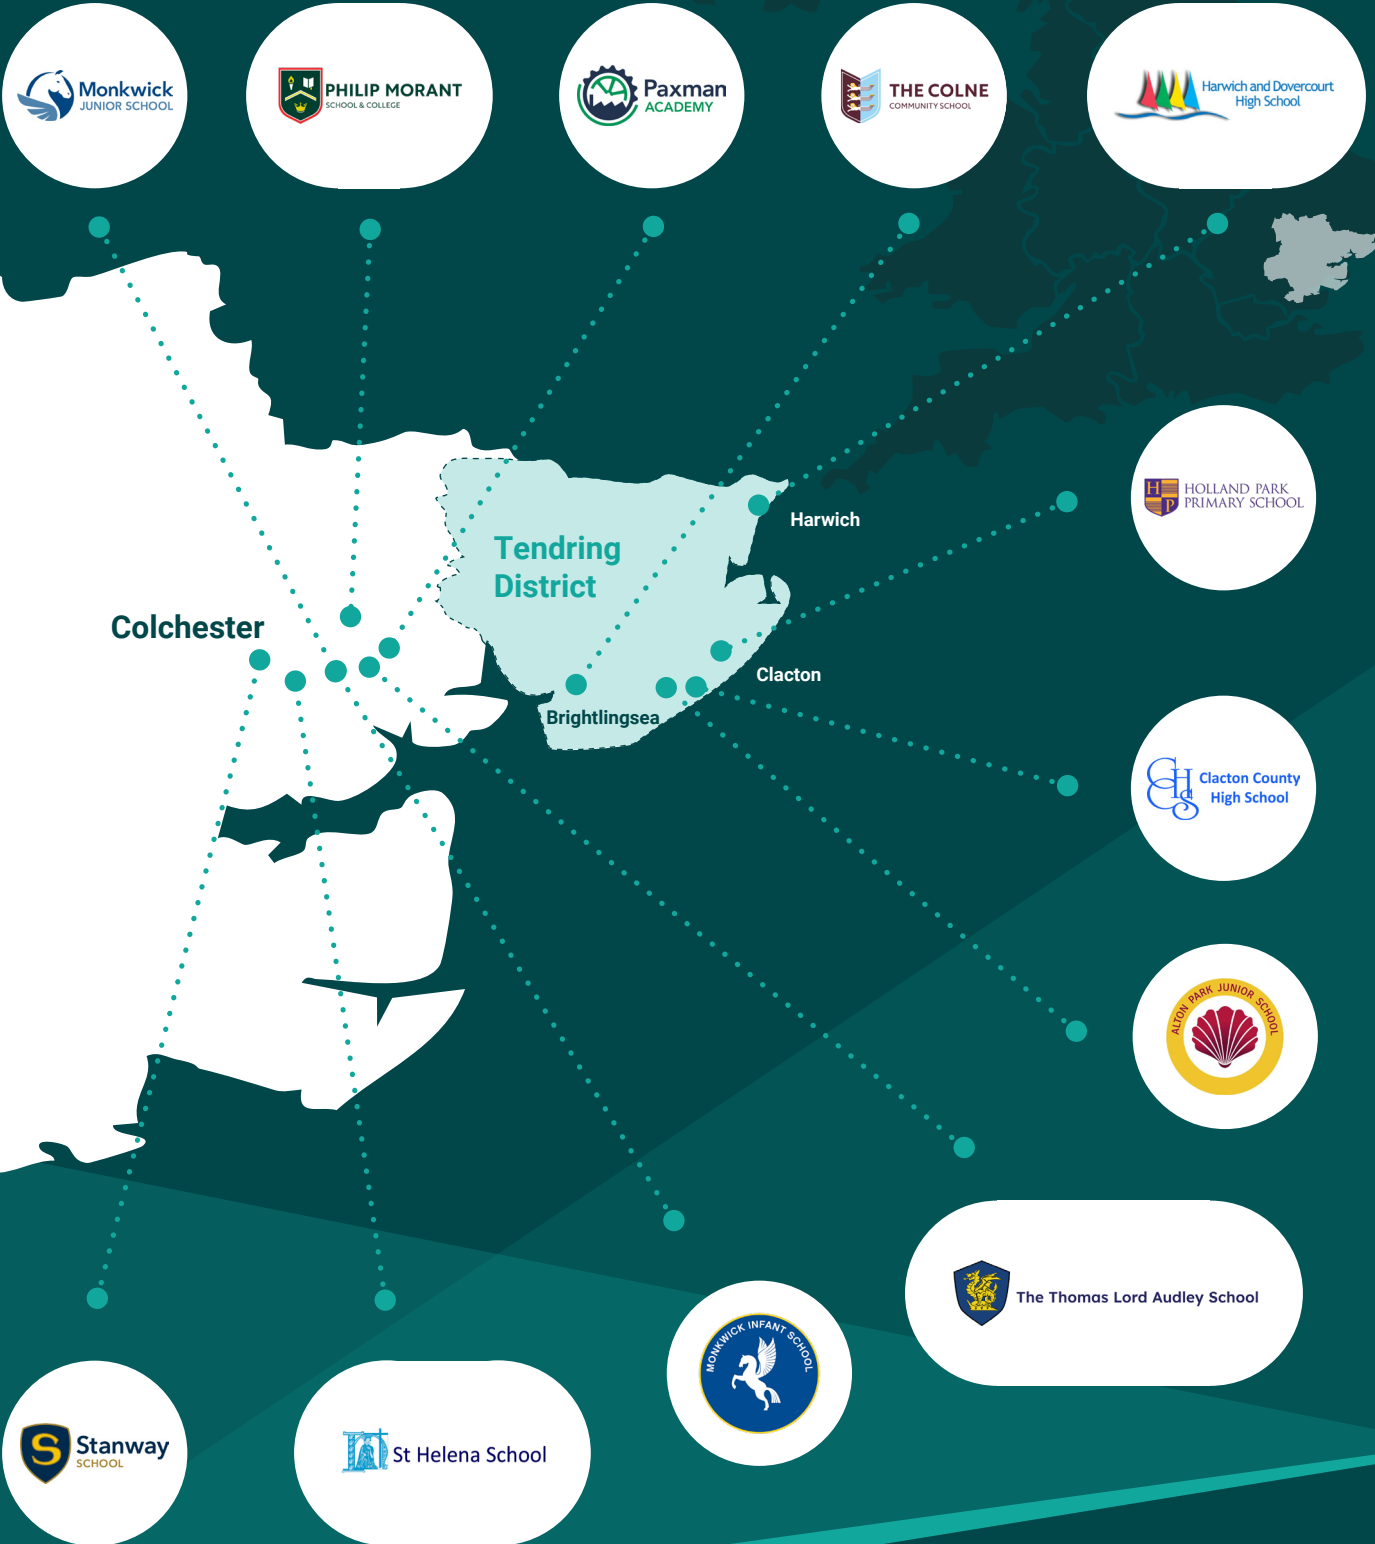 Monkwick
JUNIOR SCHOOL
PHILIP MORANT
SCHOOL & COLLEGE
Paxman
ACADEMY
THE COLNE
COMMUNITY SCHOOL
Harwich and Dovercourt
High School
HOLLAND PARK
PRIMARY SCHOOL
H
P
Harwich
Tendring
District
Colchester
Clacton
Brightlingsea
CCHS
Clacton County
High School
ALTON PARK JUNIOR SCHOOL
The Thomas Lord Audley School
MONKWICK INFANT SCHOOL
S
Stanway
SCHOOL
St Helena School